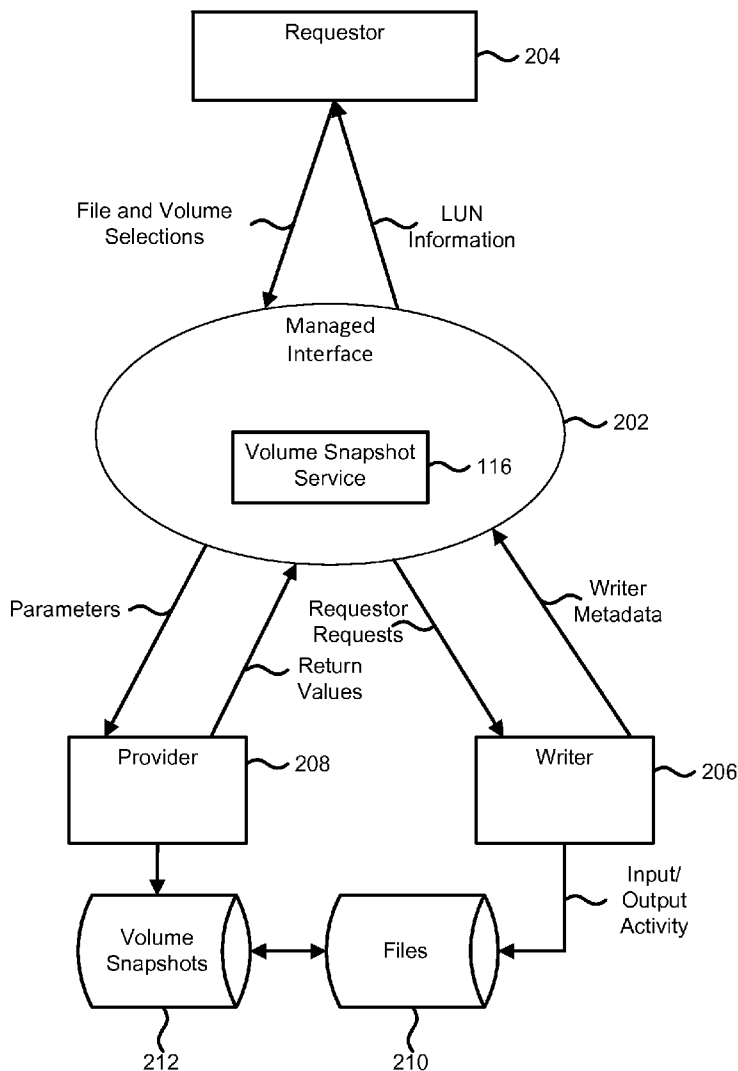 Requestor
204
File and Volume
Selections
LUN
Information
Managed
Interface
202
Volume Snapshot
Service
116
Parameters
Return
Values
Requestor
Requests
Writer
Metadata
Provider
208
Writer
206
Input/
Output
Activity
Volume
Snapshots
Files
212
210